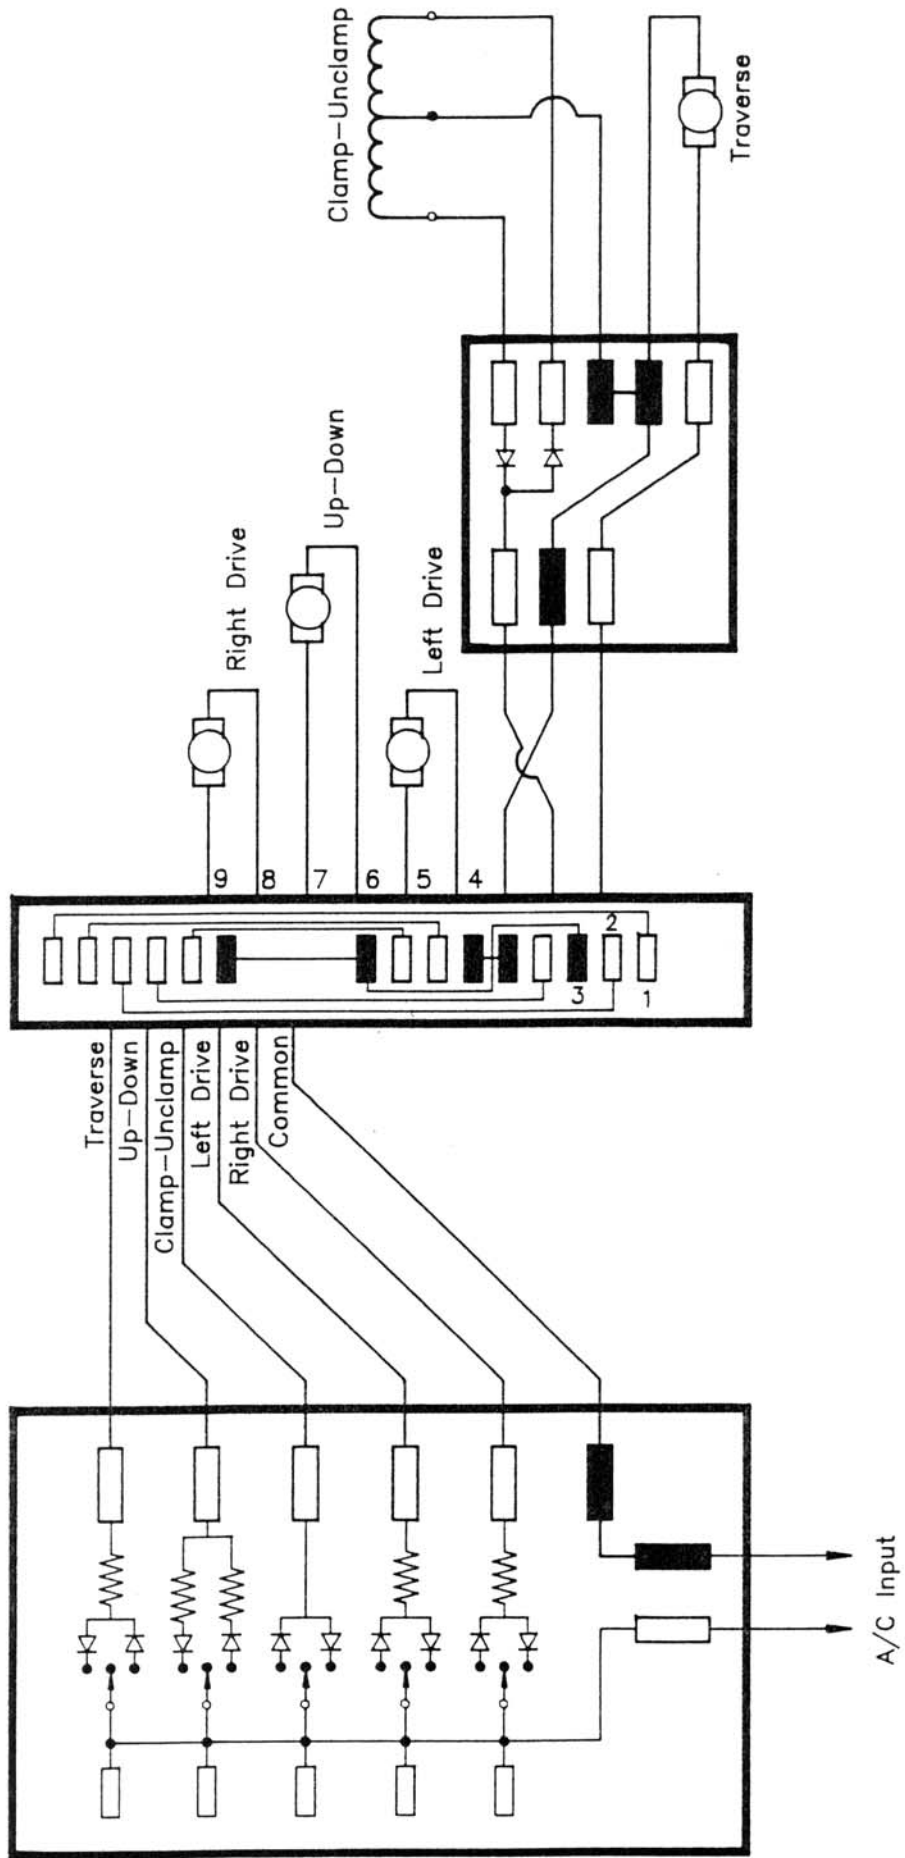 Clamp-Unclamp
Traverse
Up-Down
Right Drive
Left Drive
9
8
7
6
5
4
2
3
1
Traverse
Up-Down
Clamp-Unclamp
Left Drive
Right Drive
Common
A/C Input